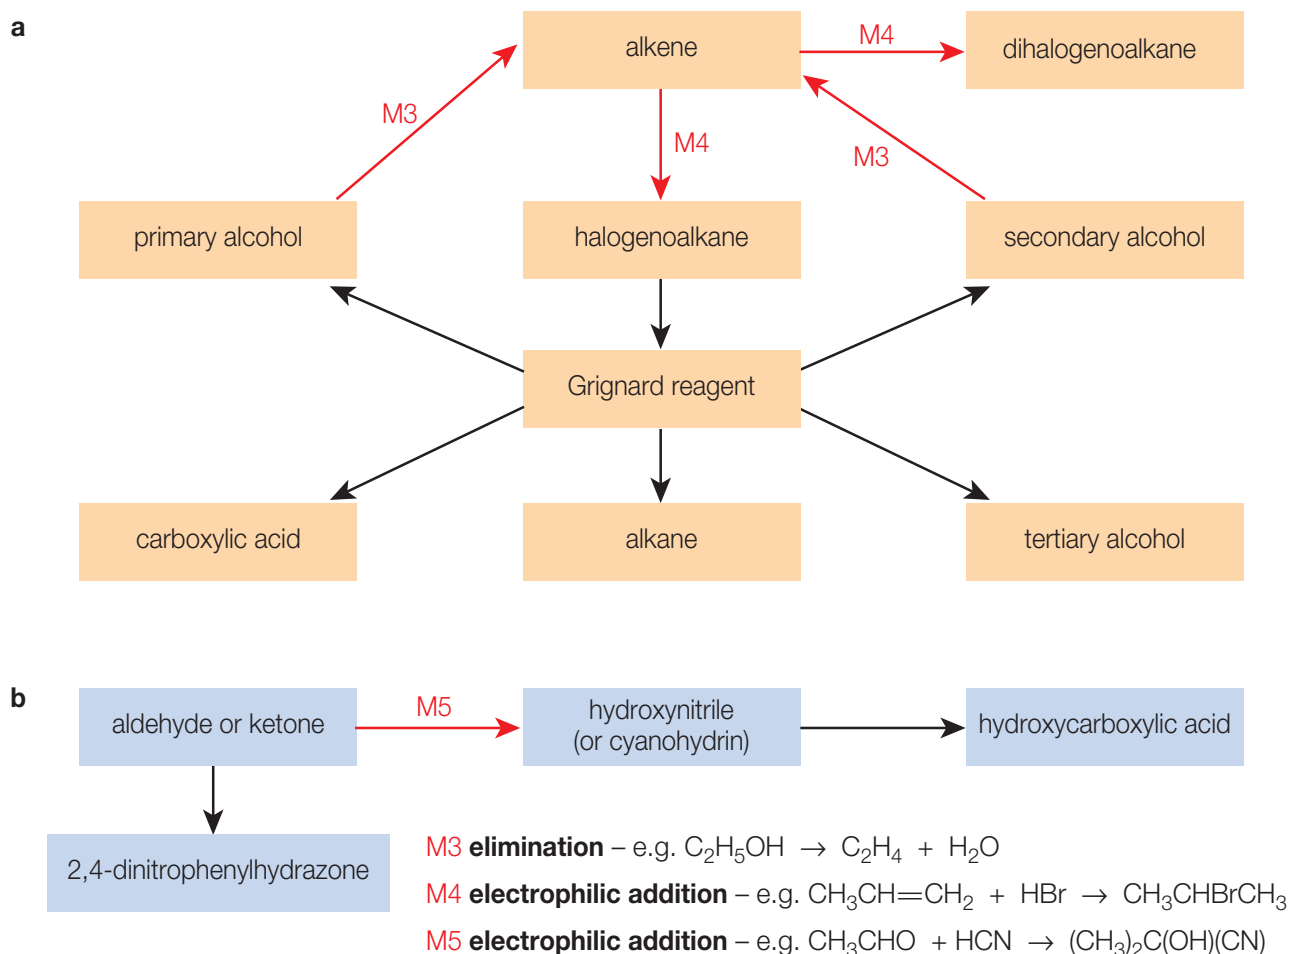 a
alkene
M4
dihalogenoalkane
M3
M4
M3
primary alcohol
halogenoalkane
secondary alcohol
Grignard reagent
carboxylic acid
alkane
tertiary alcohol
b
aldehyde or ketone
M5
hydroxynitrile
(or cyanohydrin)
hydroxycarboxylic acid
2,4-dinitrophenylhydrazone
M3 elimination – e.g. C₂H₅OH → C₂H₄ + H₂O
M4 electrophilic addition – e.g. CH₃CH=CH₂ + HBr → CH₃CHBrCH₃
M5 electrophilic addition – e.g. CH₃CHO + HCN → (CH₃)₂C(OH)(CN)